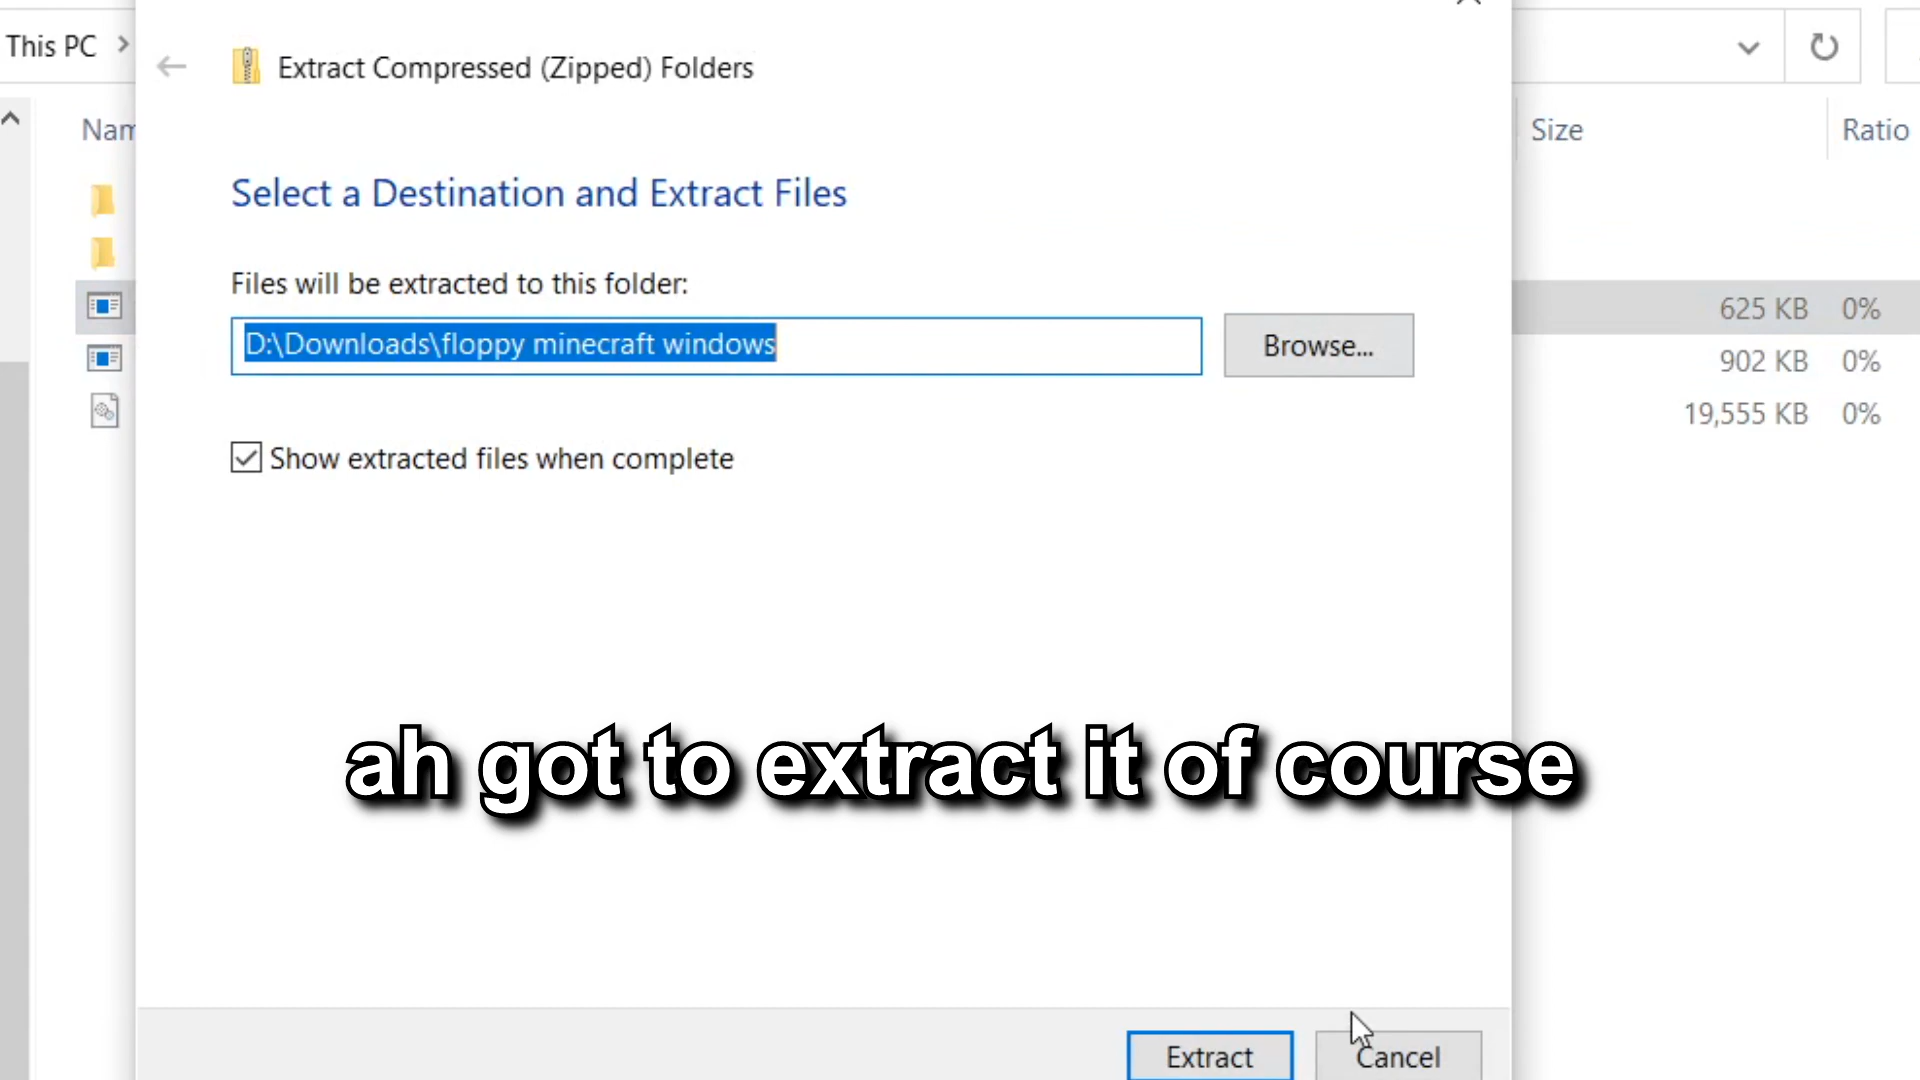 This PC
Extract Compressed (Zipped) Folders
Nam
Size
Ratio
Select a Destination and Extract Files
Files will be extracted to this folder:
D:\Downloads\floppy minecraft windows
Browse...
625 KB 0%
902 KB 0%
19,555 KB 0%
Show extracted files when complete
ah got to extract it of course
Extract
Cancel